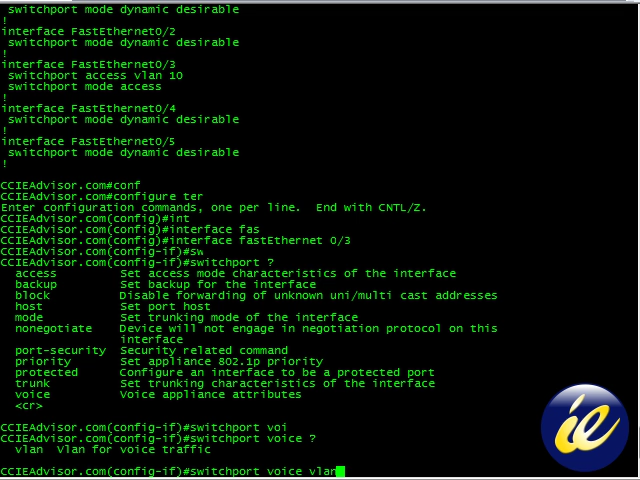 switchport mode dynamic desirable
!
interface FastEthernet0/2
 switchport mode dynamic desirable
!
interface FastEthernet0/3
 switchport access vlan 10
 switchport mode access
!
interface FastEthernet0/4
 switchport mode dynamic desirable
!
interface FastEthernet0/5
 switchport mode dynamic desirable
!
CCIEAdvisor.com#conf
CCIEAdvisor.com#configure ter
Enter configuration commands, one per line.  End with CNTL/Z.
CCIEAdvisor.com(config)#int
CCIEAdvisor.com(config)#interface fas
CCIEAdvisor.com(config)#interface fastEthernet 0/3
CCIEAdvisor.com(config-if)#sw
CCIEAdvisor.com(config-if)#switchport ?
  access         Set access mode characteristics of the interface
  backup         Set backup for the interface
  block          Disable forwarding of unknown uni/multi cast addresses
  host           Set port host
  mode           Set trunking mode of the interface
  nonegotiate    Device will not engage in negotiation protocol on this
                 interface
  port-security  Security related command
  priority       Set appliance 802.1p priority
  protected      Configure an interface to be a protected port
  trunk          Set trunking characteristics of the interface
  voice          Voice appliance attributes
  <cr>
CCIEAdvisor.com(config-if)#switchport voi
CCIEAdvisor.com(config-if)#switchport voice ?
  vlan  Vlan for voice traffic
CCIEAdvisor.com(config-if)#switchport voice vlan
ie